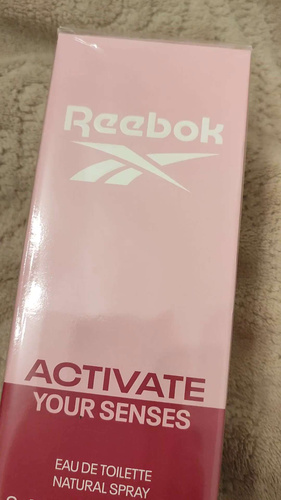 Reebok
ACTIVATE
YOUR SENSES
EAU DE TOILETTE
NATURAL SPRAY